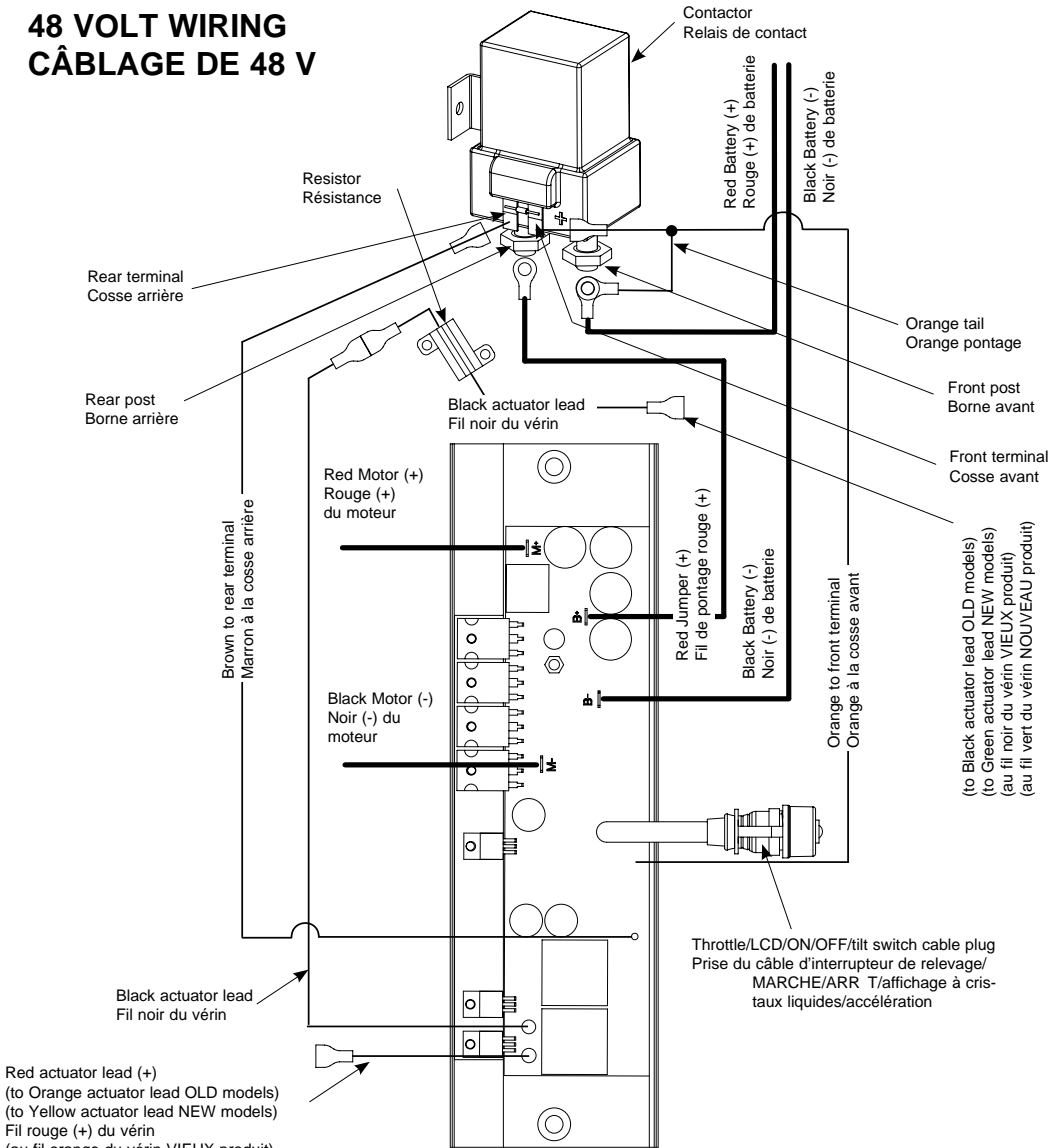 48 VOLT WIRING
CÂBLAGE DE 48 V
Contactor
Relais de contact
Red Battery (+)
Rouge (+) de batterie
Black Battery (-)
Noir (-) de batterie
Resistor
Résistance
+
Rear terminal
Cosse arrière
Orange tail
Orange pontage
Rear post
Borne arrière
Front post
Borne avant
Black actuator lead
Fil noir du vérin
Front terminal
Cosse avant
Red Motor (+)
Rouge (+)
du moteur
M+
B+
Red Jumper (+)
Fil de pontage rouge (+)
Black Battery (-)
Noir (-) de batterie
Brown to rear terminal
Marron à la cosse arrière
Orange to front terminal
Orange à la cosse avant
(to Black actuator lead OLD models)
(to Green actuator lead NEW models)
(au fil noir du vérin VIEUX produit)
(au fil vert du vérin NOUVEAU produit)
B-
Black Motor (-)
Noir (-) du
moteur
M-
Throttle/LCD/ON/OFF/tilt switch cable plug
Prise du câble d'interrupteur de relevage/
MARCHE/ARR T/affichage à cris-
taux liquides/accélération
Black actuator lead
Fil noir du vérin
Red actuator lead (+)
(to Orange actuator lead OLD models)
(to Yellow actuator lead NEW models)
Fil rouge (+) du vérin
(au fil orange du vérin VIEUX produit)